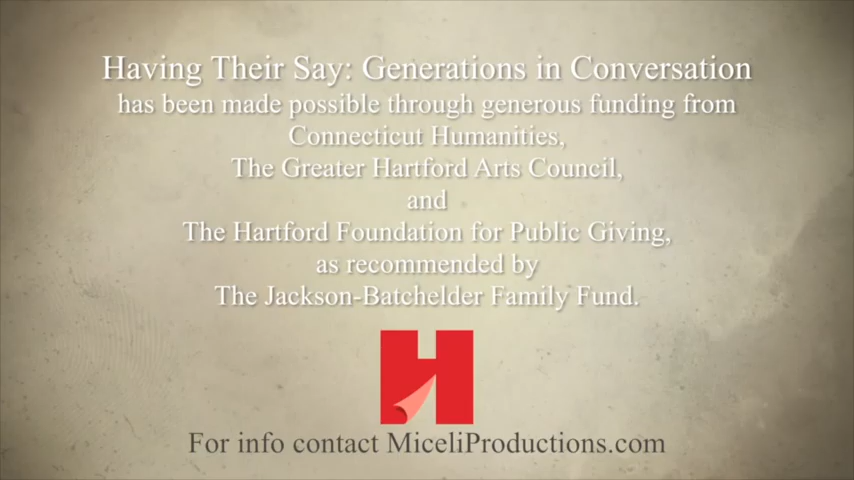 Having Their Say: Generations in Conversation
has been made possible through generous funding from
Connecticut Humanities,
The Greater Hartford Arts Council,
and
The Hartford Foundation for Public Giving,
as recommended by
The Jackson-Batchelder Family Fund.
H
For info contact MiceliProductions.com